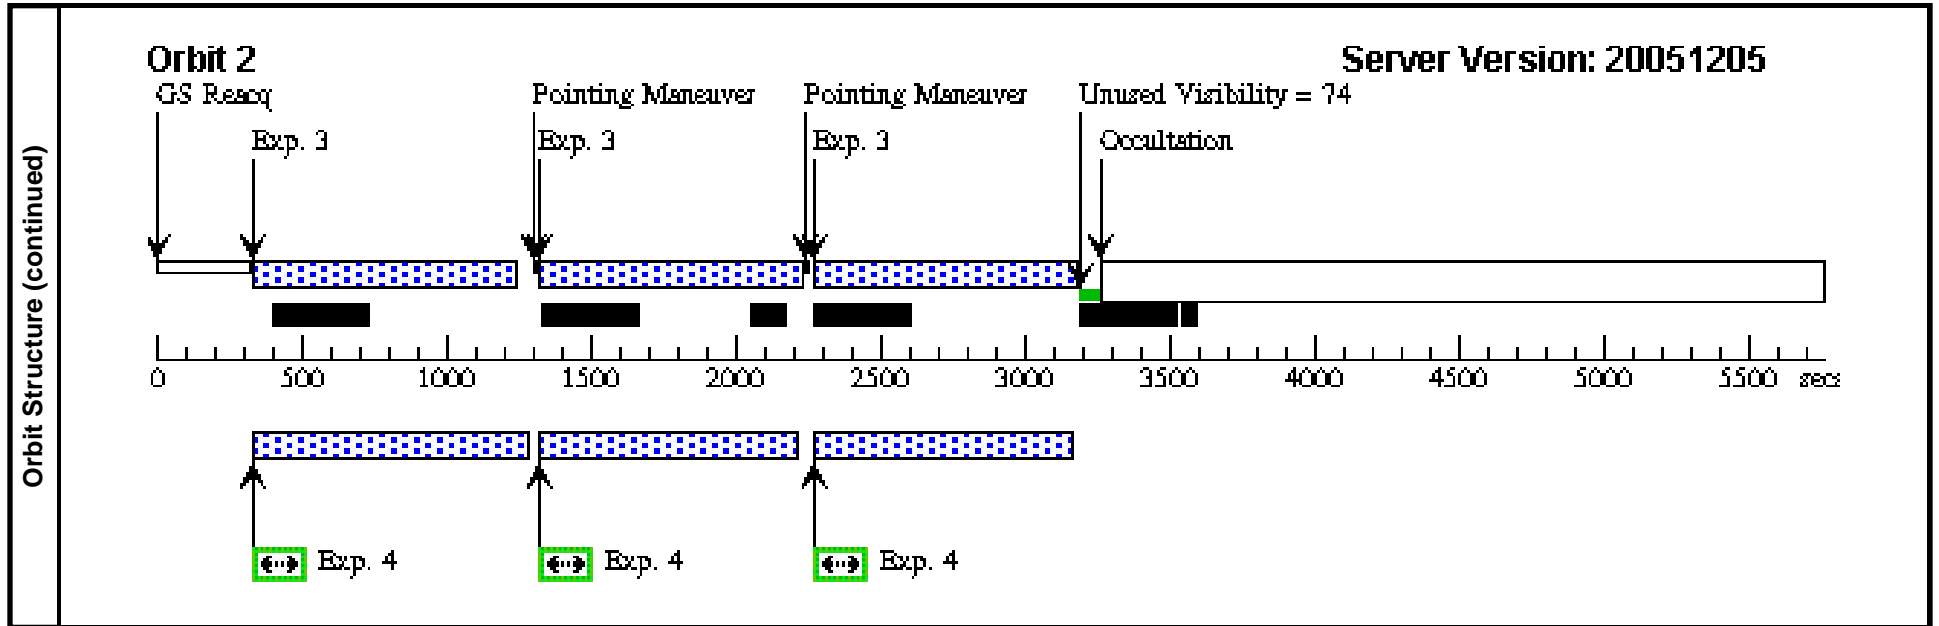 Orbit Structure (continued)
Orbit 2
Server Version: 20051205
GS Reacq
Pointing Maneuver
Pointing Maneuver
Unused Visibility = 74
Exp. 3
Exp. 3
Exp. 3
Occultation
0 500 1000 1500 2000 2500 3000 3500 4000 4500 5000 5500 secs
Exp. 4
Exp. 4
Exp. 4